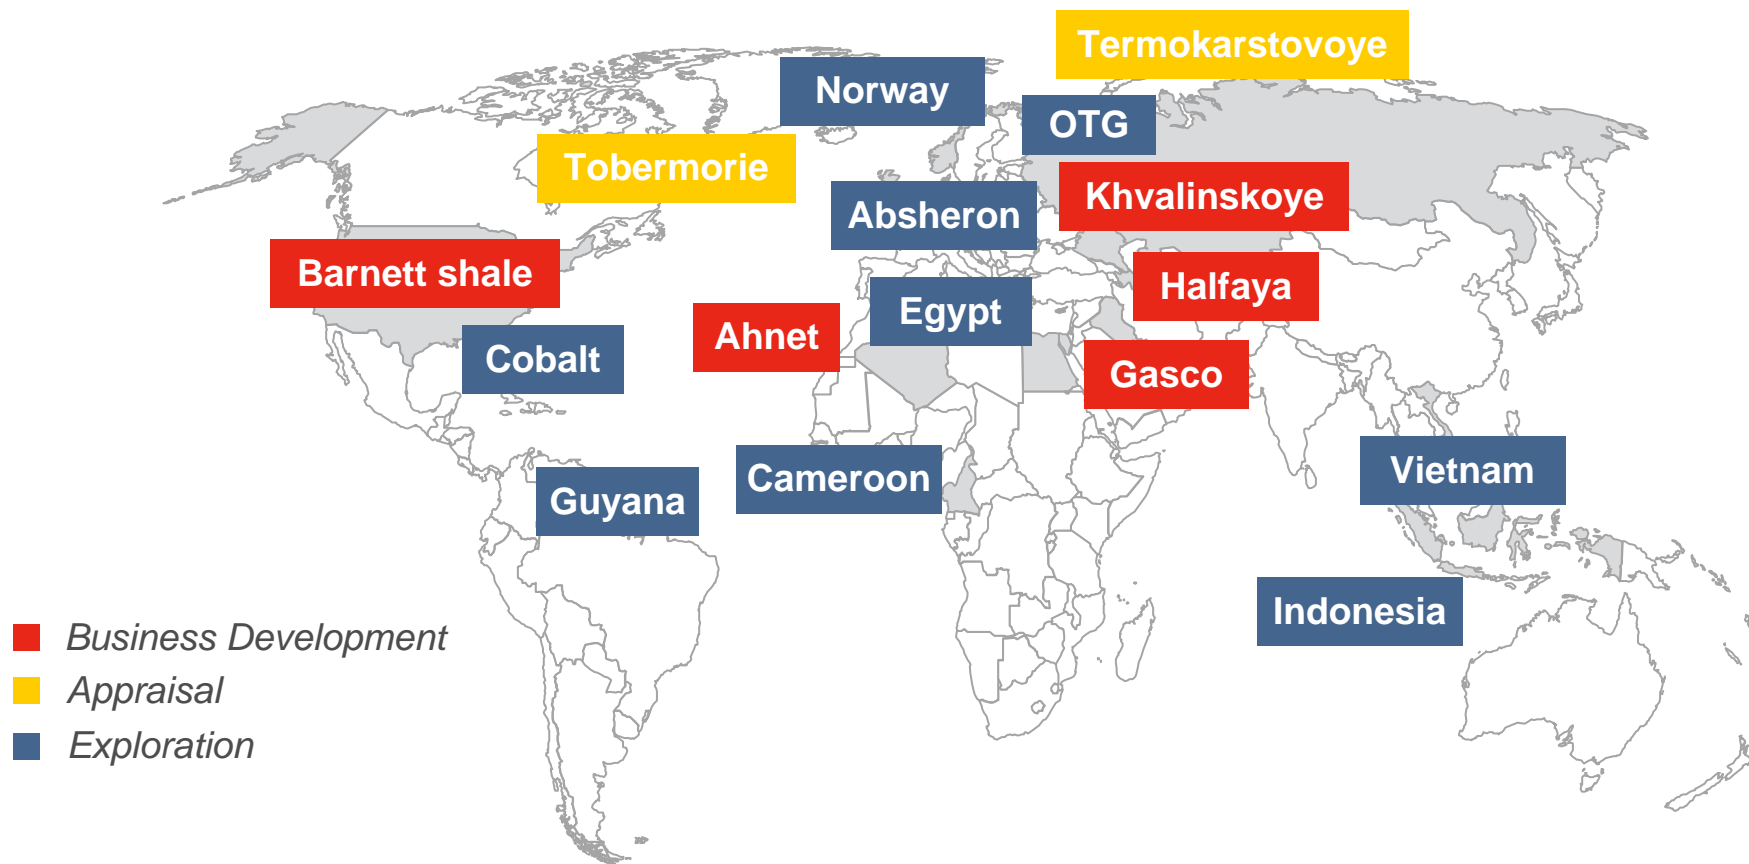 Termokarstovoye
Norway
OTG
Tobermorie
Khvalinskoye
Absheron
Barnett shale
Halfaya
Egypt
Ahnet
Cobalt
Gasco
Vietnam
Cameroon
Guyana
Indonesia
Business Development
Appraisal
Exploration